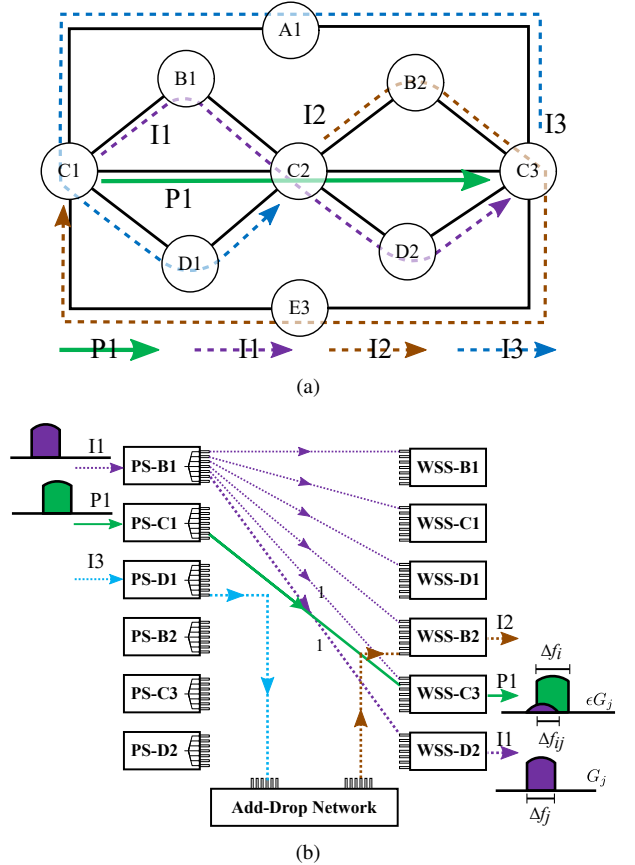 A1
B1
B2
I1
I2
I3
C1
C2
C3
P1
D1
D2
E3
P1
I1
I2
I3
(a)
I1
PS-B1
WSS-B1
P1
PS-C1
WSS-C1
I3
PS-D1
1
WSS-D1
PS-B2
1
WSS-B2
I2
Δfi
PS-C3
WSS-C3
P1
ϵGj
Δfij
PS-D2
WSS-D2
I1
Gj
Add-Drop Network
Δfj
(b)